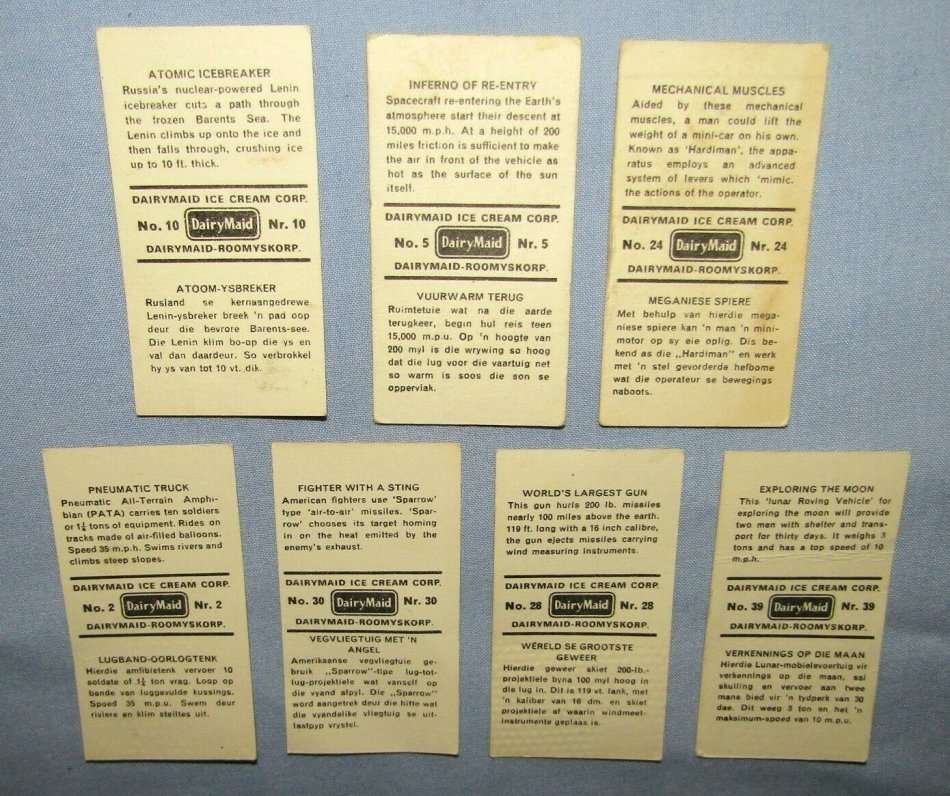 ATOMIC ICEBREAKER
Russia's nuclear-powered Lenin
icebreaker cuts a path through
the frozen Barents Sea. The
Lenin climbs up onto the ice and
then falls through, crushing ice
up to 10 ft. thick.
DAIRYMAID ICE CREAM CORP.
No. 10 DairyMaid Nr. 10
DAIRYMAID-ROOMYSKORP.
ATOOM-YSBREKER
Rusland se kernaangedrewe
Lenin-ysbreker breek 'n pad oop
deur die bevrore Barents-see.
Die Lenin klim bo-op die ys en
val dan daardeur. So verbrokkel
hy ys van tot 10 vt. dik.
INFERNO OF RE-ENTRY
Spacecraft re-entering the Earth's
atmosphere start their descent at
15,000 m.p.h. At a height of 200
miles friction is sufficient to make
the air in front of the vehicle as
hot as the surface of the sun
itself.
DAIRYMAID ICE CREAM CORP.
No. 5 DairyMaid Nr. 5
DAIRYMAID-ROOMYSKORP.
VUURWARM TERUG
Ruimtetuie wat na die aarde
terugkeer, begin hul reis teen
15,000 m.p.u. Op 'n hoogte van
200 myl is die wrywing so hoog
dat die lug voor die vaartuig net
so warm is soos die son se
oppervlak.
MECHANICAL MUSCLES
Aided by these mechanical
muscles, a man could lift the
weight of a mini-car on his own.
Known as 'Hardiman', the appa-
ratus employs an advanced
system of levers which 'mimic.
the actions of the operator.
DAIRYMAID ICE CREAM CORP.
No. 24 DairyMaid Nr. 24
DAIRYMAID-ROOMYSKORP.
MEGANIESE SPIERE
Met behulp van hierdie mega-
niese spiere kan 'n man 'n mini-
motor op sy eie oplig. Dis be-
kend as die „Hardiman" en werk
met 'n stel gevorderde hefbome
wat die operateur se bewegings
naboots.
PNEUMATIC TRUCK
Pneumatic All-Terrain Amphi-
bian (PATA) carries ten soldiers
or 1¼ tons of equipment. Rides on
tracks made of air-filled balloons.
Speed 35 m.p.h. Swims rivers and
climbs steep slopes.
DAIRYMAID ICE CREAM CORP.
No. 2 DairyMaid Nr. 2
DAIRYMAID-ROOMYSKORP.
LUGBAND-OORLOGTENK
Hierdie amfibietenk vervoer 10
soldate of 1¼ ton vrag. Loop op
bande van luggevulde kussings.
Spoed 35 m.p.u. Swem deur
riviere en klim steiltes uit.
FIGHTER WITH A STING
American fighters use 'Sparrow'
type 'air-to-air' missiles. 'Spar-
row' chooses its target homing
in on the heat emitted by the
enemy's exhaust.
DAIRYMAID ICE CREAM CORP.
No. 30 DairyMaid Nr. 30
DAIRYMAID-ROOMYSKORP.
VEGVLIEGTUIG MET 'N
ANGEL
Amerikaanse vegvliegtuie ge-
bruik „Sparrow"-tipe lug-tot-
lug-projektiele wat vanself op
die vyand afpyl. Die „Sparrow"
word aangetrek deur die hitte wat
die vyandelike vliegtuig se uit-
laatpyp vrystel.
WORLD'S LARGEST GUN
This gun hurls 200 lb. missiles
nearly 100 miles above the earth.
119 ft. long with a 16 inch calibre,
the gun ejects missiles carrying
wind measuring instruments.
DAIRYMAID ICE CREAM CORP.
No. 28 DairyMaid Nr. 28
DAIRYMAID-ROOMYSKORP.
WÊRELD SE GROOTSTE
GEWEER
Hierdie geweer skiet 200-lb.-
projektiele byna 100 myl hoog in
die lug in. Dit is 119 vt. lank, met
'n kaliber van 16 dm. en skiet
projektiele af waarin windmeet-
instrumente geplaas is.
EXPLORING THE MOON
This 'lunar Roving Vehicle' for
exploring the moon will provide
two men with shelter and trans-
port for thirty days. It weighs 3
tons and has a top speed of 10
m.p.h.
DAIRYMAID ICE CREAM CORP.
No. 39 DairyMaid Nr. 39
DAIRYMAID-ROOMYSKORP.
VERKENNINGS OP DIE MAAN
Hierdie Lunar-mobielevoertuig vir
verkennings op die maan, sal
skuiling en vervoer aan twee
mans bied vir 'n tydperk van 30
dae. Dit weeg 3 ton en het 'n
maksimum-spoed van 10 m.p.u.